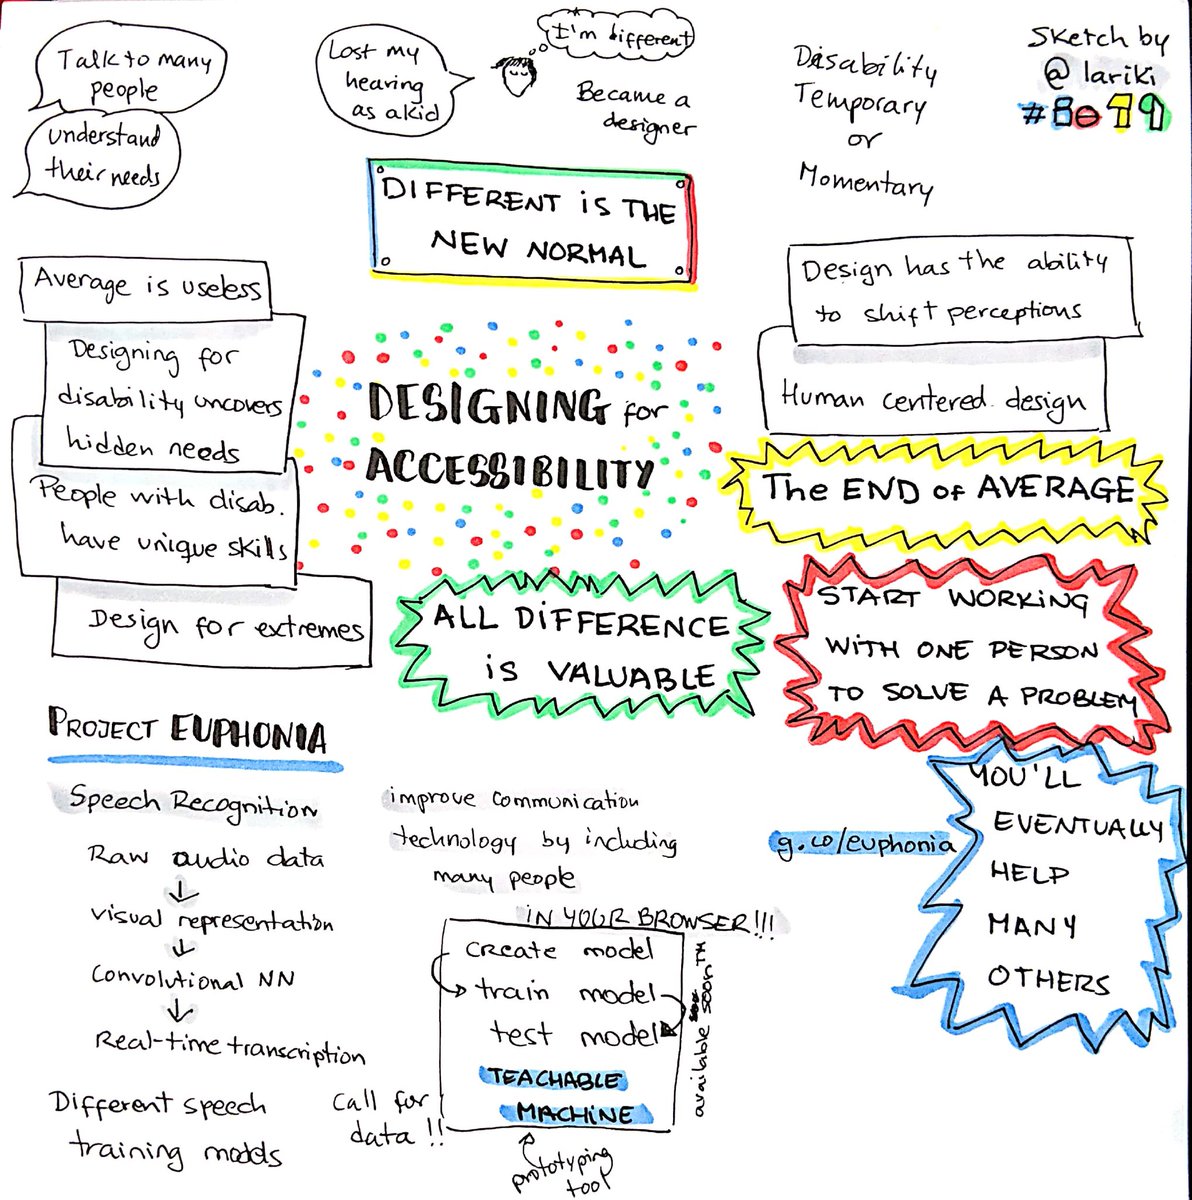 Talk to many
people
understand
their needs
Lost my
hearing
as a kid
I'm different
Became a
designer
Disability
Temporary
or
Momentary
Sketch by
@lariki
#8019
DIFFERENT iS THE
NEW NORMAL
Average is useless
Designing for
disability uncovers
hidden needs
People with disab.
have unique skills
Design for extremes
DESIGNING for
ACCESSIBILITY
Design has the ability
to shift perceptions
Human centered design
The END of AVERAGE
ALL DIFFERENCE
iS VALUABLE
START WORKING
WITH ONE PERSON
TO SOLVE A PROBLEM
YOU'LL
EVENTUALLY
HELP
MANY
OTHERS
PROJECT EUPHONIA
Speech Recognition
Raw audio data
↓
visual representation
↓
Convolutional NN
↓
Real-time transcription
Different speech
training models
improve communication
technology by including
many people
g.co/euphonia
iN YOUR BROWSER!!!
create model
train model
test model
TEACHABLE
MACHINE
available soon™
Call for
data!!
prototyping
tool